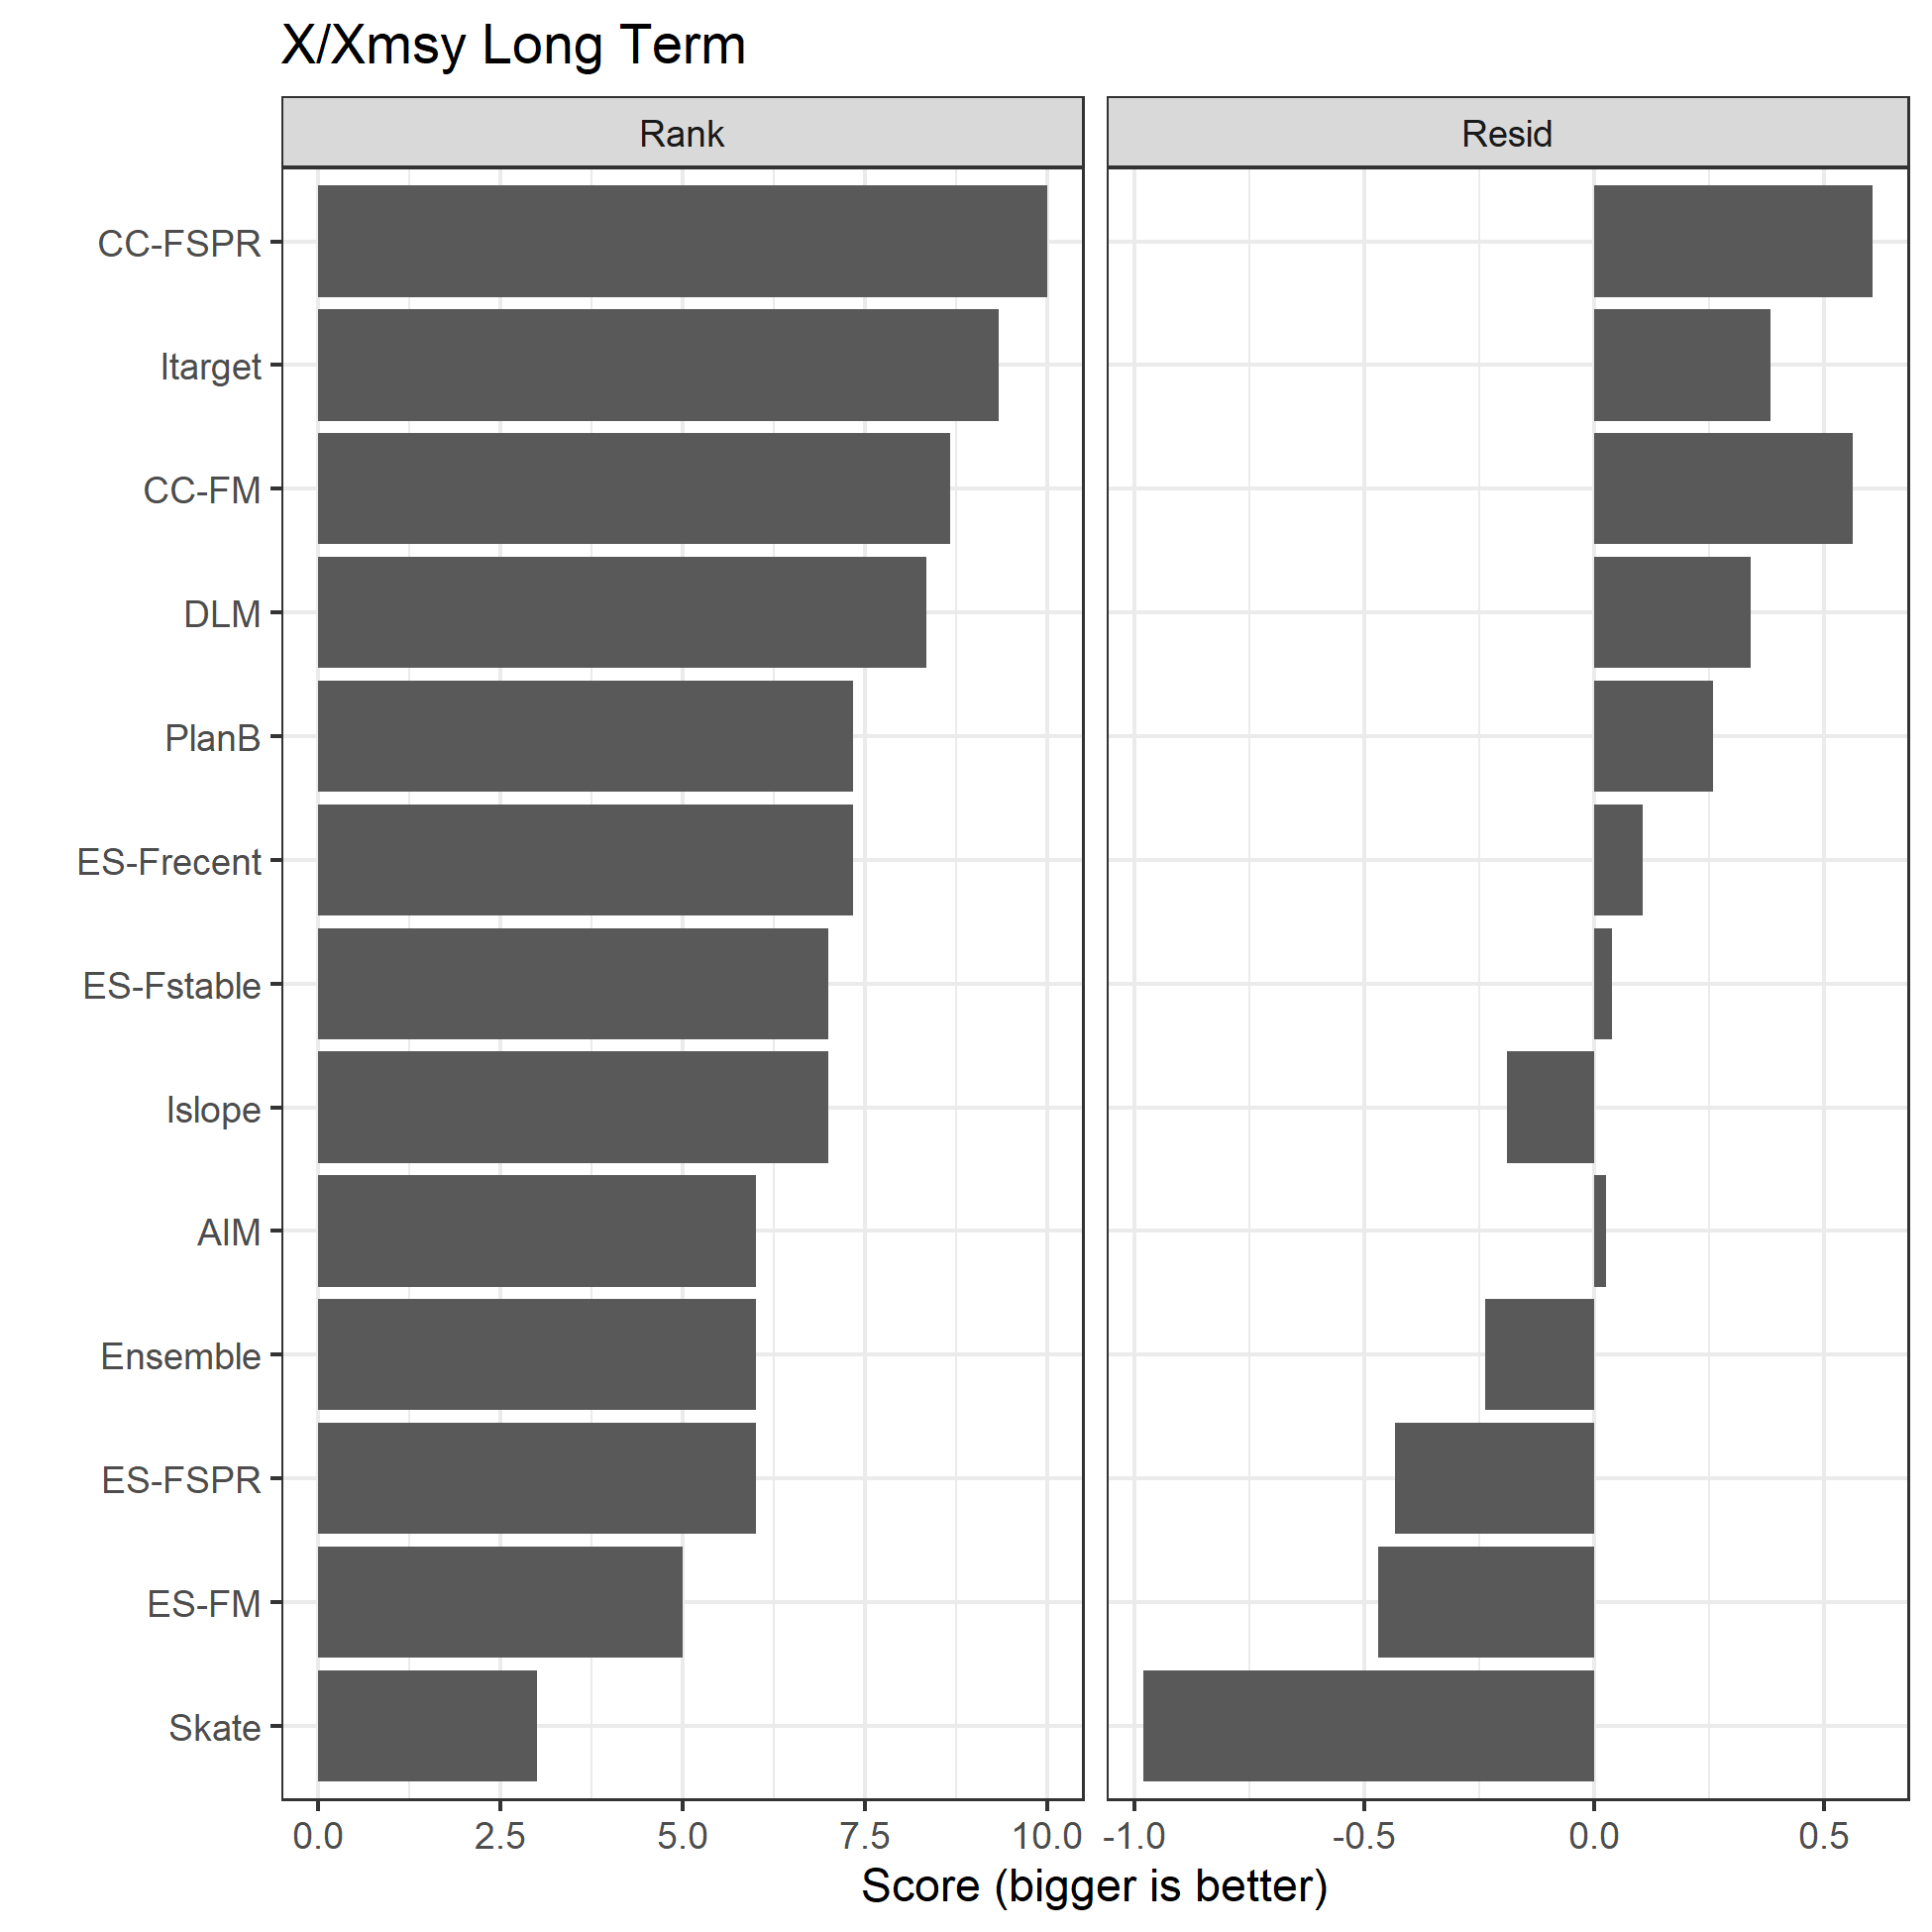 X/Xmsy Long Term
Rank
Resid
CC-FSPR
Itarget
CC-FM
DLM
PlanB
ES-Frecent
ES-Fstable
Islope
AIM
Ensemble
ES-FSPR
ES-FM
Skate
0.0 2.5 5.0 7.5 10.0 -1.0 -0.5 0.0 0.5
Score (bigger is better)